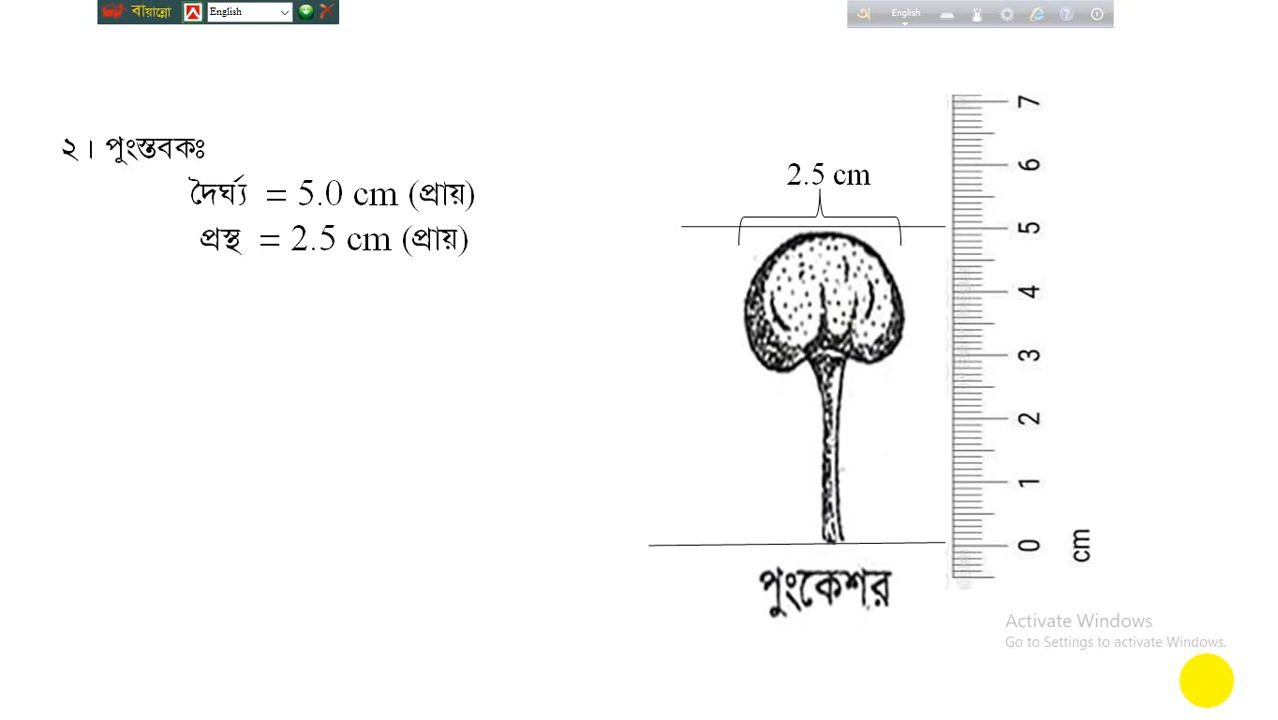 বাঁয়ান্নো English
অ English
২। পুংস্তবকঃ
দৈর্ঘ্য = 5.0 cm (প্রায়)
প্রস্থ = 2.5 cm (প্রায়)
2.5 cm
7
6
5
4
3
2
1
0
cm
পুংকেশর
Activate Windows
Go to Settings to activate Windows.